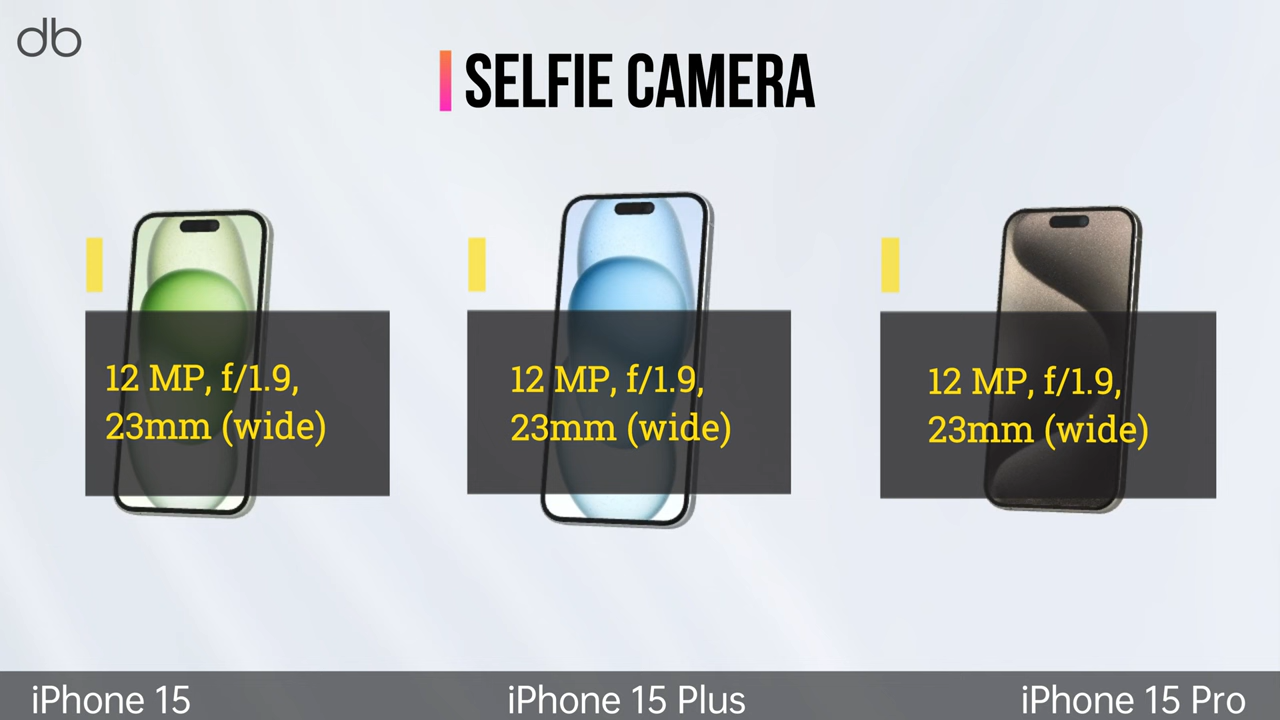 db
SELFIE CAMERA
12 MP, f/1.9,
23mm (wide)
12 MP, f/1.9,
23mm (wide)
12 MP, f/1.9,
23mm (wide)
iPhone 15
iPhone 15 Plus
iPhone 15 Pro